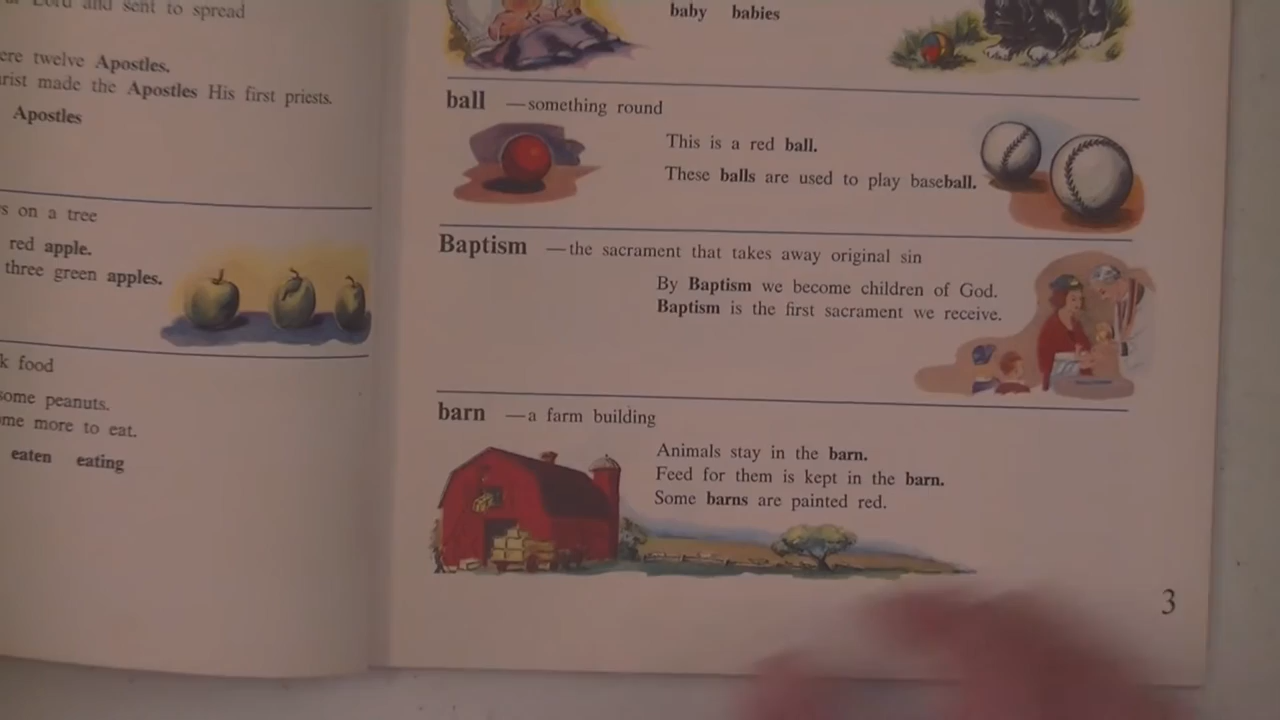 Lord and sent to spread
twelve Apostles.
made the Apostles His first priests.
Apostles
on a tree
red apple.
three green apples.
food
some peanuts.
more to eat.
eaten eating
baby babies
ball — something round
This is a red ball.
These balls are used to play baseball.
Baptism — the sacrament that takes away original sin
By Baptism we become children of God.
Baptism is the first sacrament we receive.
barn — a farm building
Animals stay in the barn.
Feed for them is kept in the barn.
Some barns are painted red.
3